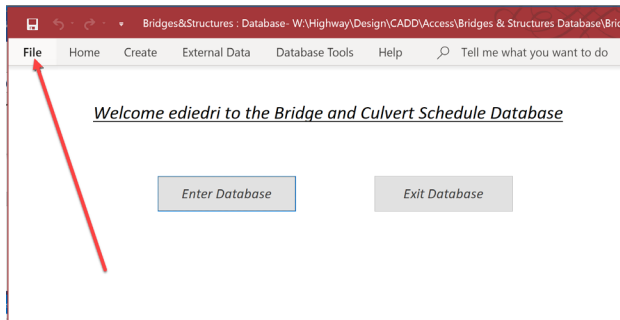 Bridges&Structures : Database- W:\Highway\Design\CADD\Access\Bridges & Structures Database\Bric
File Home Create External Data Database Tools Help Tell me what you want to do
Welcome ediedri to the Bridge and Culvert Schedule Database
Enter Database Exit Database